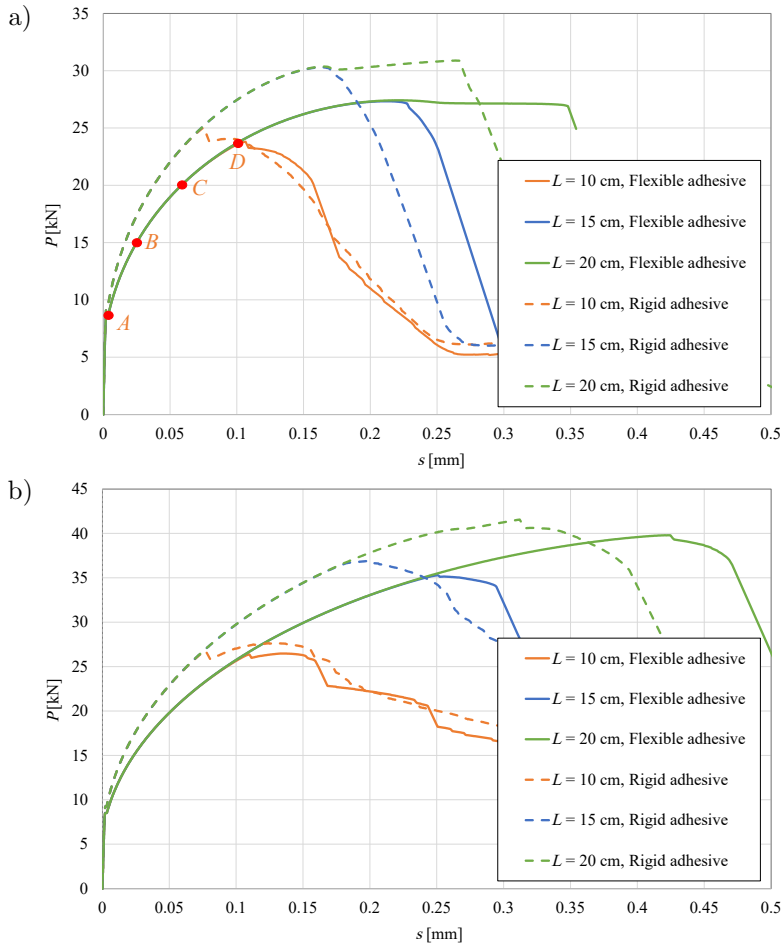 a)
35
30
25
20
15
10
5
0
P [kN]
A
B
C
D
L = 10 cm, Flexible adhesive
L = 15 cm, Flexible adhesive
L = 20 cm, Flexible adhesive
L = 10 cm, Rigid adhesive
L = 15 cm, Rigid adhesive
L = 20 cm, Rigid adhesive
0 0.05 0.1 0.15 0.2 0.25 0.3 0.35 0.4 0.45 0.5
s [mm]
b)
45
40
35
30
25
20
15
10
5
0
P [kN]
L = 10 cm, Flexible adhesive
L = 15 cm, Flexible adhesive
L = 20 cm, Flexible adhesive
L = 10 cm, Rigid adhesive
L = 15 cm, Rigid adhesive
L = 20 cm, Rigid adhesive
0 0.05 0.1 0.15 0.2 0.25 0.3 0.35 0.4 0.45 0.5
s [mm]